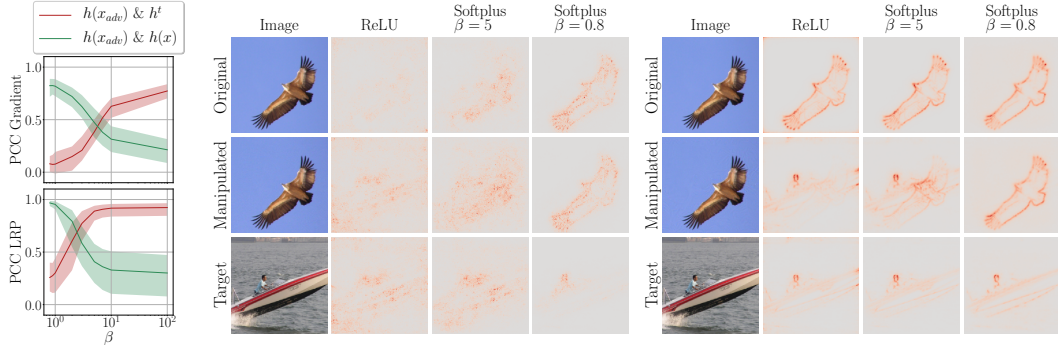 h(x_adv) & h^t
h(x_adv) & h(x)
1.0
0.5
0.0
PCC Gradient
1.0
0.5
0.0
PCC LRP
10^0 10^1 10^2
β
Softplus
Image ReLU β = 5
Softplus
β = 0.8
Original
Manipulated
Target
Softplus
Image ReLU β = 5
Softplus
β = 0.8
Original
Manipulated
Target